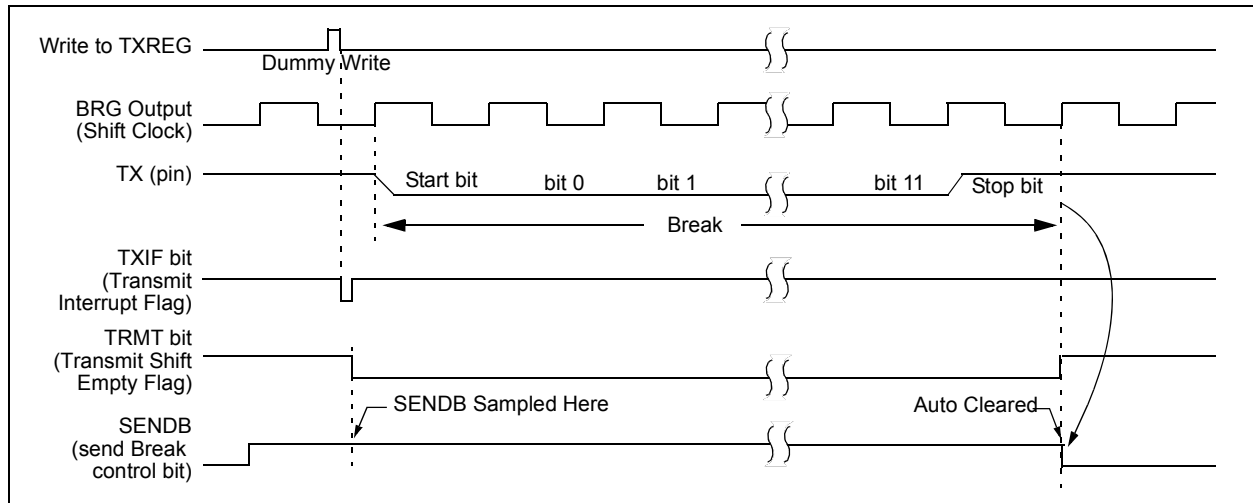 Write to TXREG
Dummy Write
BRG Output
(Shift Clock)
TX (pin)
Start bit
bit 0
bit 1
bit 11
Stop bit
Break
TXIF bit
(Transmit
Interrupt Flag)
TRMT bit
(Transmit Shift
Empty Flag)
SENDB Sampled Here
Auto Cleared
SENDB
(send Break
control bit)